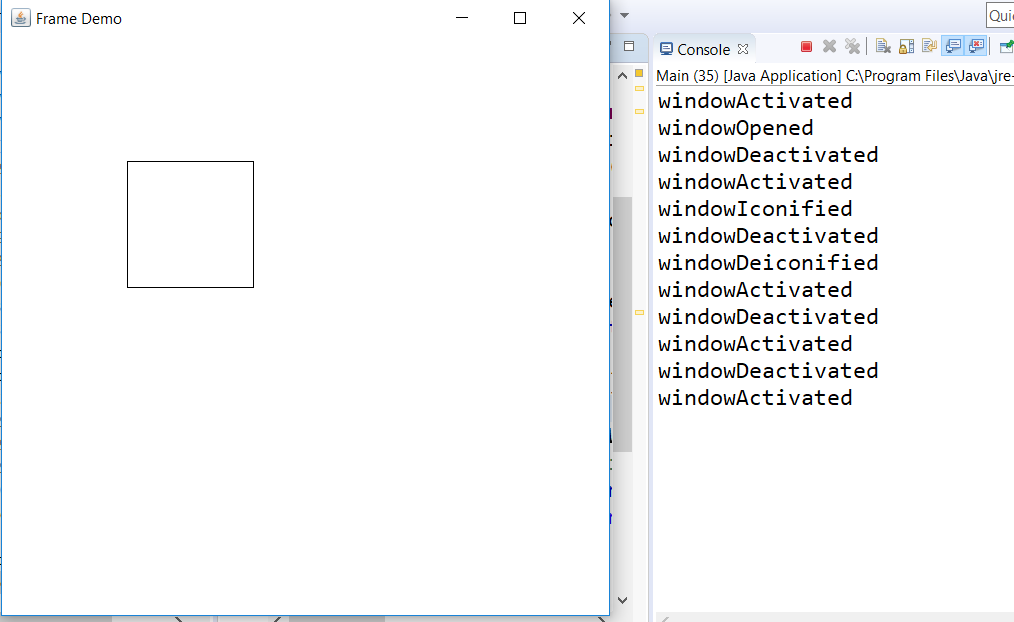 Frame Demo
Quic
Console
Main (35) [Java Application] C:\Program Files\Java\jre-
windowActivated
windowOpened
windowDeactivated
windowActivated
windowIconified
windowDeactivated
windowDeiconified
windowActivated
windowDeactivated
windowActivated
windowDeactivated
windowActivated